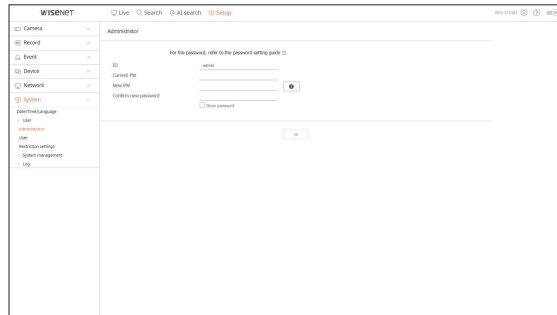 WISENET
Live Search AI search Setup
Camera
Record
Event
Device
Network
System
Date/Time/Language
User
Administrator
User
Restriction settings
System management
Log
Administrator
For the password, refer to the password setting guide
ID admin
Current PW
New PW
Confirm new password
Show password
Ok